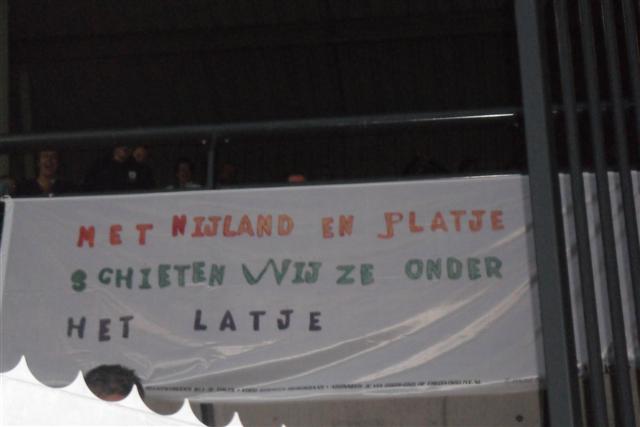 MET NIJLAND EN PLATJE
SCHIETEN WIJ ZE ONDER
HET LATJE